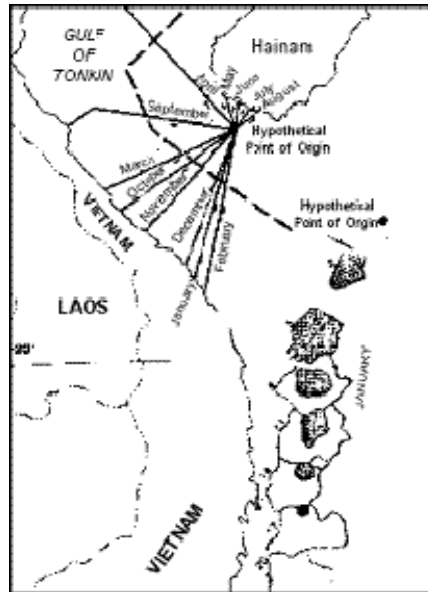 GULF
OF
TONKIN
Hainam
April
May
June
July
August
September
Hypothetical
Point of Origin
March
October
November
December
January
February
VIETNAM
Hypothetical
Point of Origin
LAOS
JANUARY
VIETNAM